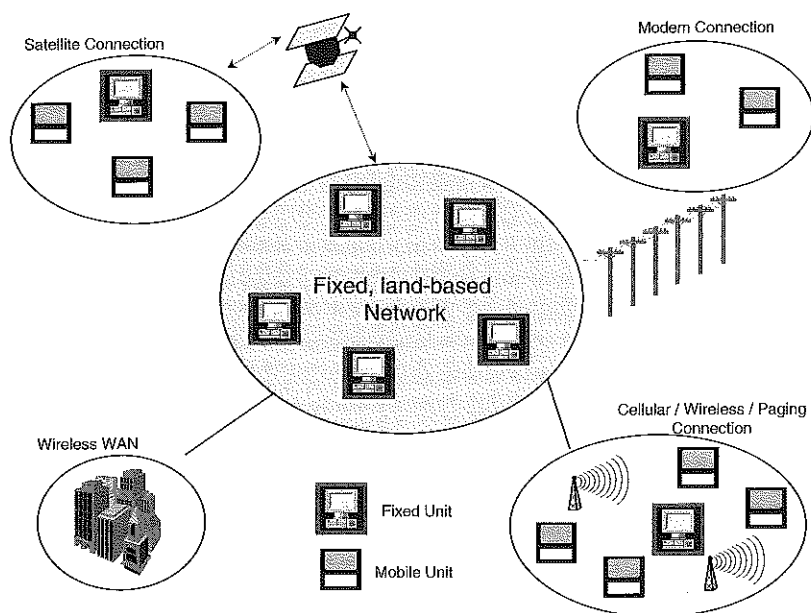 Satellite Connection
Modem Connection
Fixed, land-based
Network
Cellular / Wireless / Paging
Connection
Wireless WAN
Fixed Unit
Mobile Unit